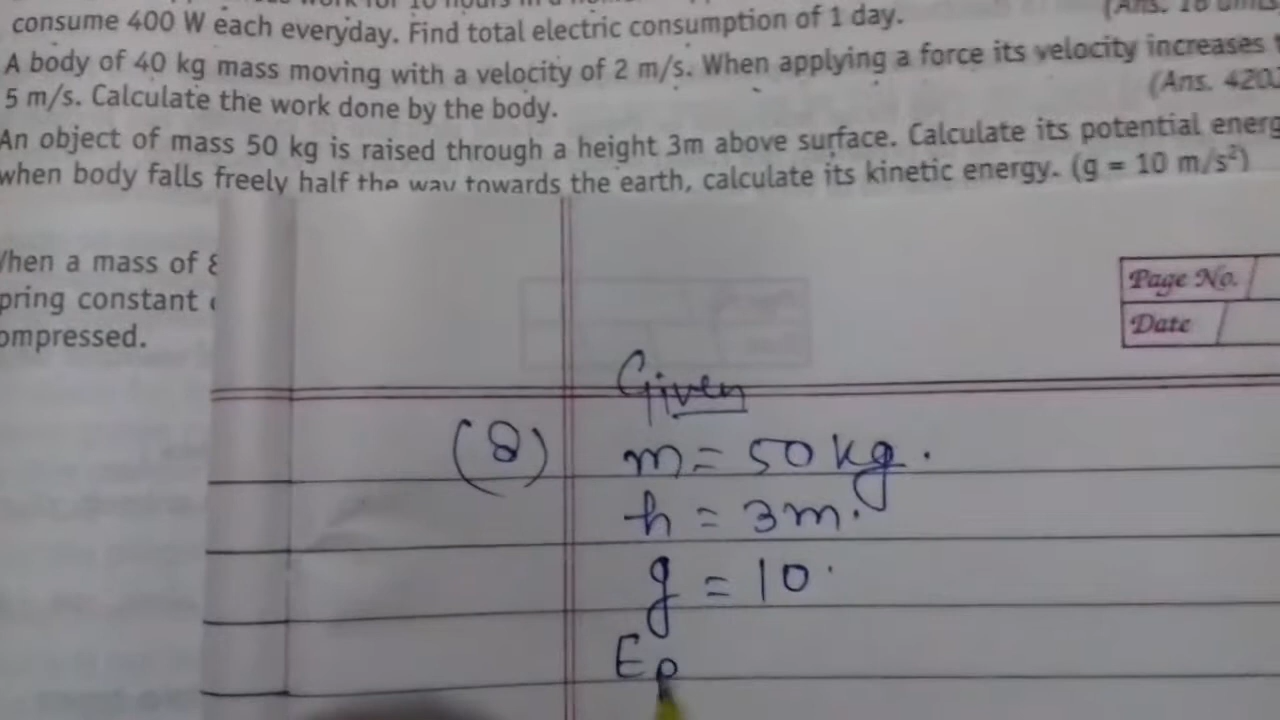 consume 400 W each everyday. Find total electric consumption of 1 day.
A body of 40 kg mass moving with a velocity of 2 m/s. When applying a force its velocity increases
5 m/s. Calculate the work done by the body. (Ans. 420
An object of mass 50 kg is raised through a height 3m above surface. Calculate its potential energ
when body falls freely half the way towards the earth, calculate its kinetic energy. (g = 10 m/s²)
When a mass of 8
pring constant
ompressed.
Page No.
Date
Given
(8) m = 50 kg.
h = 3m.
g = 10.
Ep